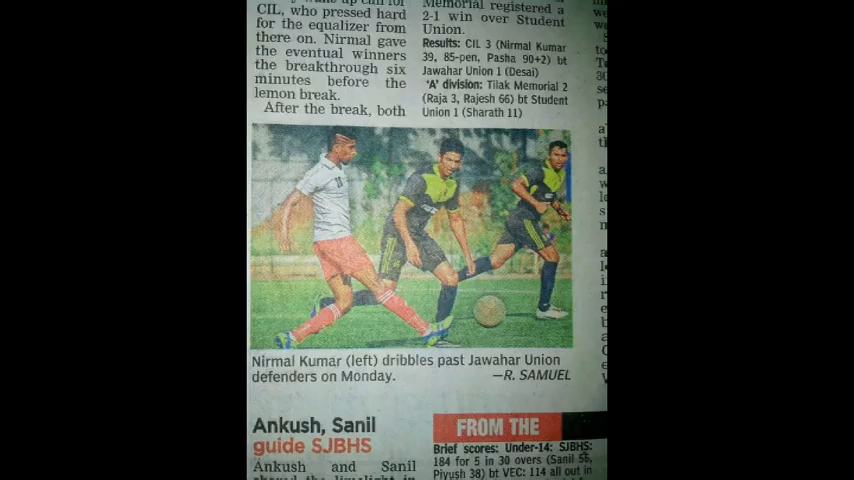 CIL, who pressed hard
for the equalizer from
there on. Nirmal gave
the eventual winners
the breakthrough six
minutes before the
lemon break.
After the break, both
Memorial registered a
2-1 win over Student
Union.
Results: CIL 3 (Nirmal Kumar
39, 85-pen, Pasha 90+2) bt
Jawahar Union 1 (Desai)
'A' division: Tilak Memorial 2
(Raja 3, Rajesh 66) bt Student
Union 1 (Sharath 11)
Nirmal Kumar (left) dribbles past Jawahar Union
defenders on Monday.
—R. SAMUEL
Ankush, Sanil
guide SJBHS
Ankush and Sanil
FROM THE
Brief scores: Under-14: SJBHS:
184 for 5 in 30 overs (Sanil 56,
Piyush 38) bt VEC: 114 all out in